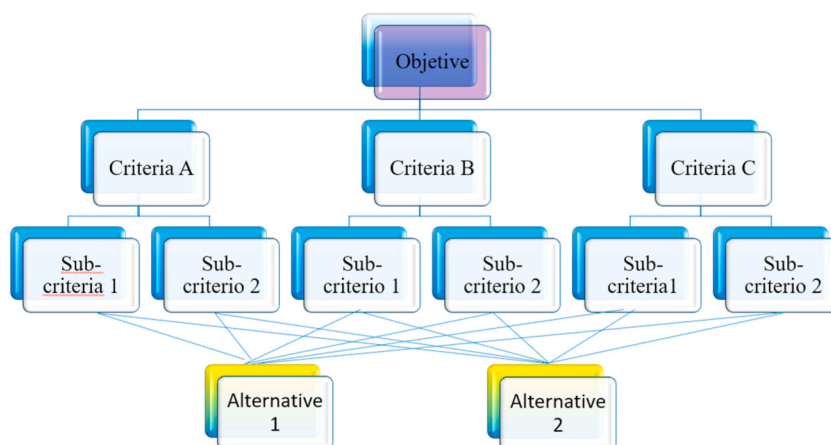 Objetive
Criteria A
Criteria B
Criteria C
Sub-
criteria 1
Sub-
criterio 2
Sub-
criterio 1
Sub-
criterio 2
Sub-
criteria1
Sub-
criterio 2
Alternative
1
Alternative
2